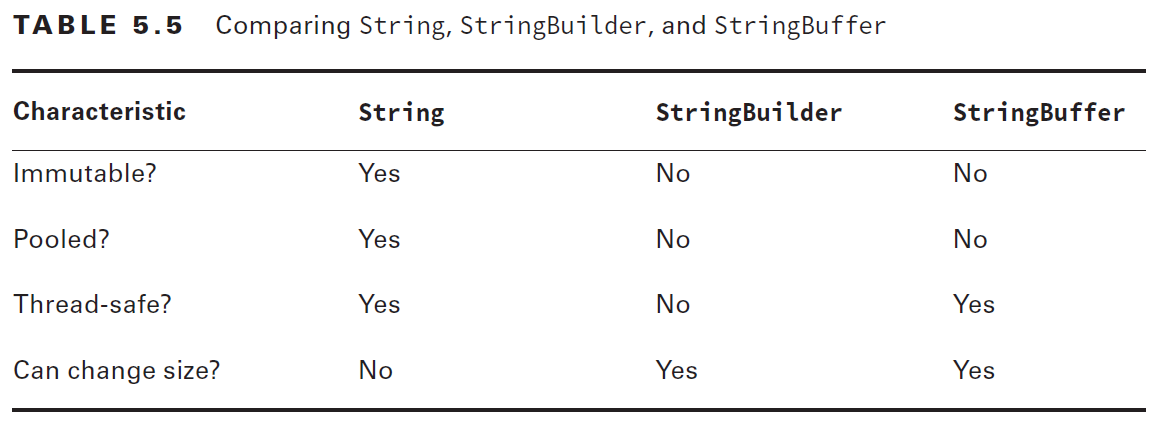 TABLE 5.5 Comparing String, StringBuilder, and StringBuffer
Characteristic String StringBuilder StringBuffer
Immutable? Yes No No
Pooled? Yes No No
Thread-safe? Yes No Yes
Can change size? No Yes Yes